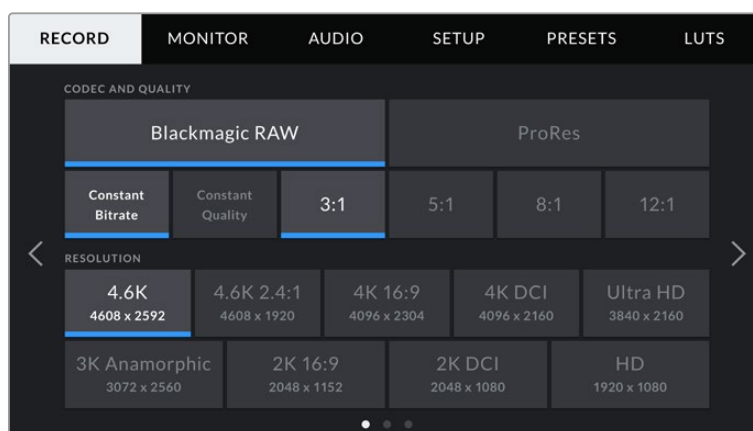 RECORD MONITOR AUDIO SETUP PRESETS LUTS
CODEC AND QUALITY
Blackmagic RAW ProRes
Constant Bitrate Constant Quality 3:1 5:1 8:1 12:1
RESOLUTION
4.6K 4.6K 2.4:1 4K 16:9 4K DCI Ultra HD
4608 x 2592 4608 x 1920 4096 x 2304 4096 x 2160 3840 x 2160
3K Anamorphic 2K 16:9 2K DCI HD
3072 x 2560 2048 x 1152 2048 x 1080 1920 x 1080